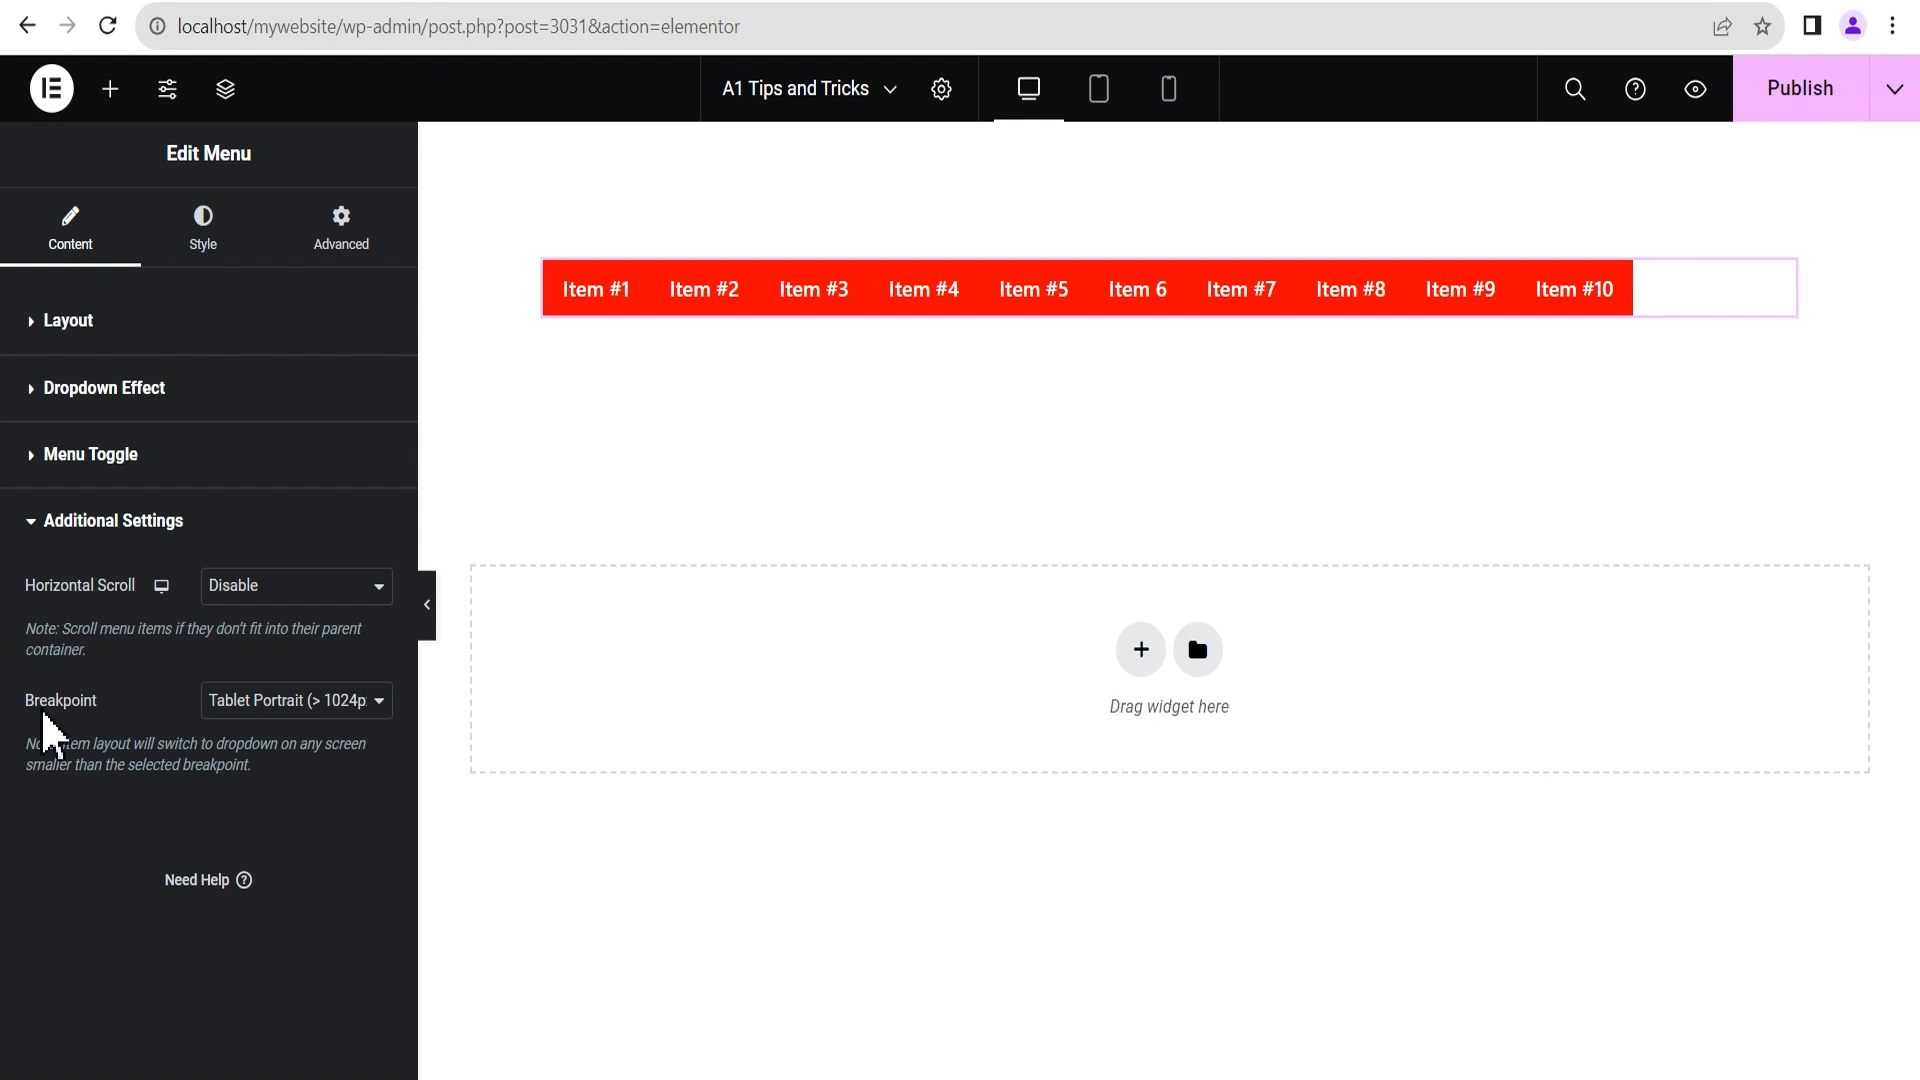 localhost/mywebsite/wp-admin/post.php?post=3031&action=elementor
A1 Tips and Tricks
Publish
Edit Menu
Content
Style
Advanced
Layout
Dropdown Effect
Menu Toggle
Additional Settings
Horizontal Scroll
Disable
Note: Scroll menu items if they don't fit into their parent
container.
Breakpoint
Tablet Portrait (> 1024p
layout will switch to dropdown on any screen
smaller than the selected breakpoint.
Need Help
Item #1
Item #2
Item #3
Item #4
Item #5
Item 6
Item #7
Item #8
Item #9
Item #10
Drag widget here